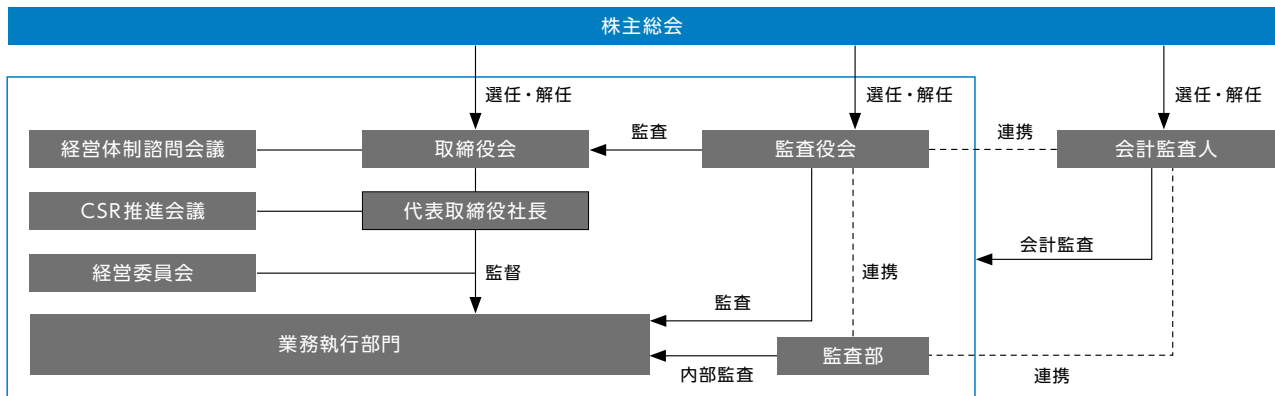 株主総会
選任・解任
選任・解任
選任・解任
経営体制諮問会議
取締役会
監査
監査役会
連携
会計監査人
CSR推進会議
代表取締役社長
会計監査
経営委員会
監督
連携
監査
業務執行部門
監査部
内部監査
連携